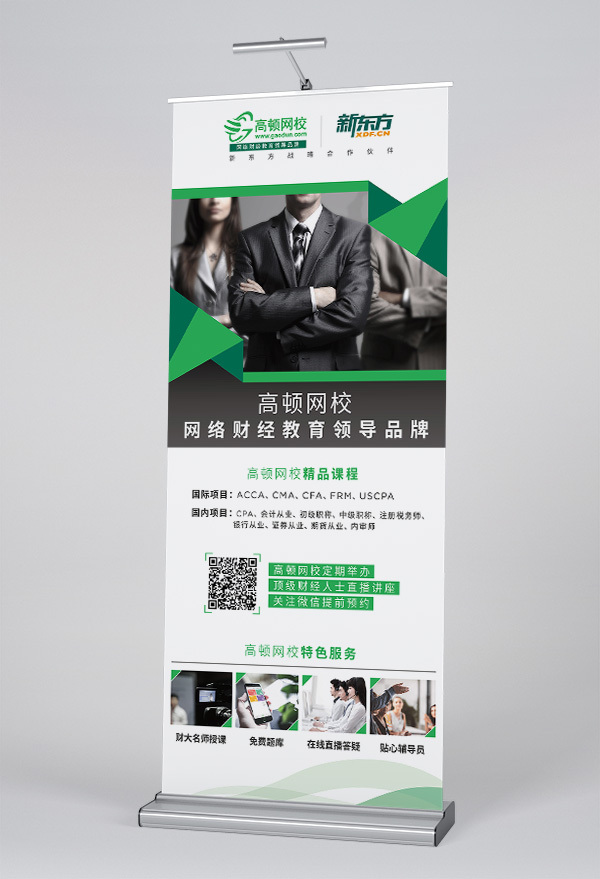 高顿网校
www.gaodun.com
网络财经教育领导品牌
新东方
XDF.CN
新东方战略合作伙伴
高顿网校
网络财经教育领导品牌
高顿网校精品课程
国际项目：ACCA、CMA、CFA、FRM、USCPA
国内项目：CPA、会计从业、初级职称、中级职称、注册税务师、
银行从业、证券从业、期货从业、内审师
高顿网校定期举办
顶级财经人士直播讲座
关注微信提前预约
高顿网校特色服务
财大名师授课
免费题库
在线直播答疑
贴心辅导员